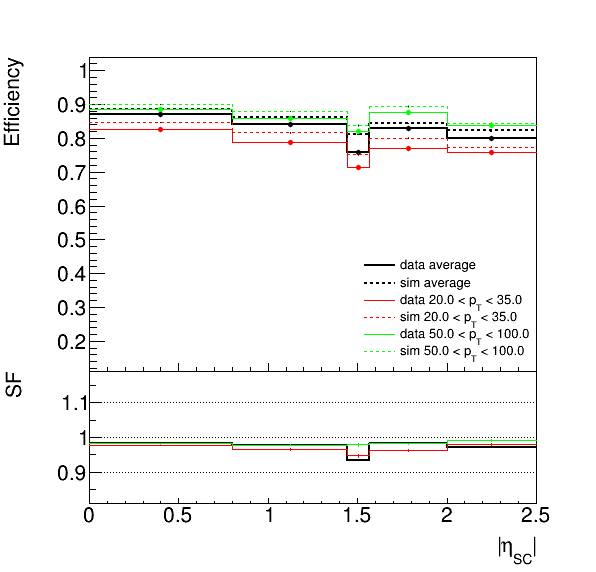 Efficiency
1
0.9
0.8
0.7
0.6
0.5
0.4
0.3
0.2
data average
sim average
data 20.0 < p_T < 35.0
sim 20.0 < p_T < 35.0
data 50.0 < p_T < 100.0
sim 50.0 < p_T < 100.0
SF
1.1
1
0.9
0 0.5 1 1.5 2 2.5
|η_SC|